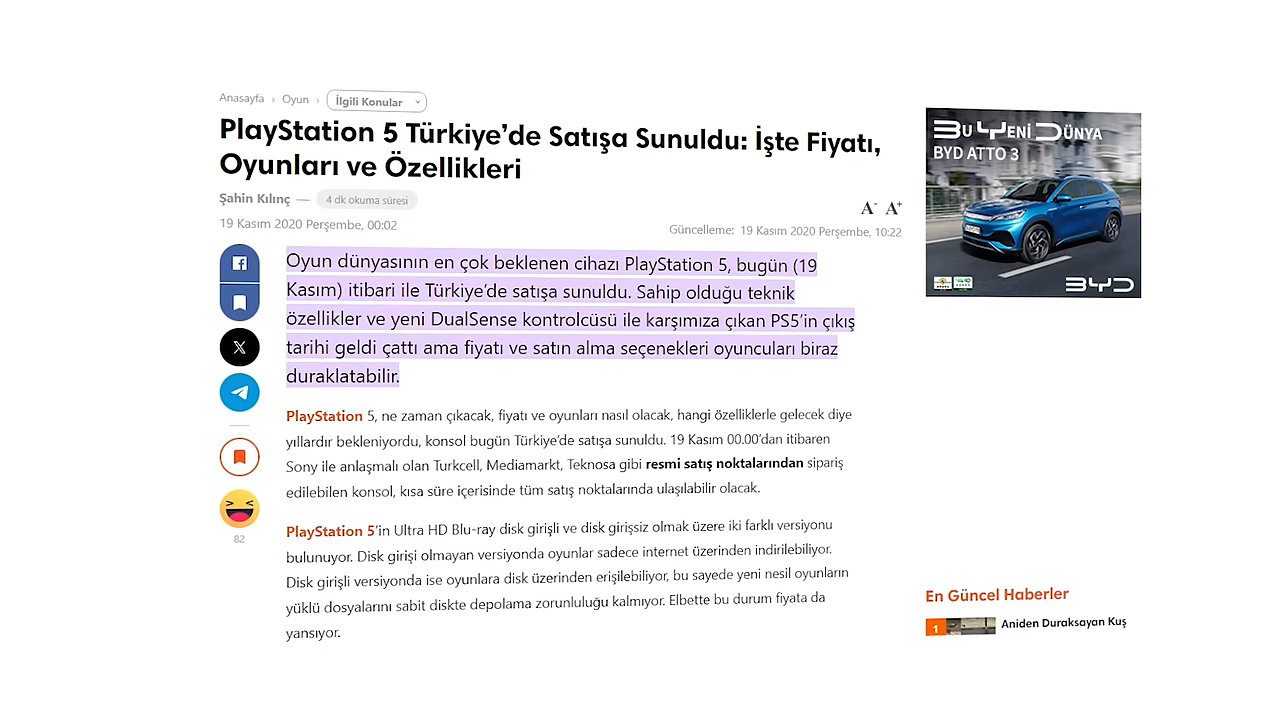 Anasayfa › Oyun › İlgili Konular
PlayStation 5 Türkiye’de Satışa Sunuldu: İşte Fiyatı,
Oyunları ve Özellikleri
Şahin Kılınç — 4 dk okuma süresi
A- A+
19 Kasım 2020 Perşembe, 00:02
Güncelleme: 19 Kasım 2020 Perşembe, 10:22
Oyun dünyasının en çok beklenen cihazı PlayStation 5, bugün (19
Kasım) itibari ile Türkiye’de satışa sunuldu. Sahip olduğu teknik
özellikler ve yeni DualSense kontrolcüsü ile karşımıza çıkan PS5’in çıkış
tarihi geldi çattı ama fiyatı ve satın alma seçenekleri oyuncuları biraz
duraklatabilir.
PlayStation 5, ne zaman çıkacak, fiyatı ve oyunları nasıl olacak, hangi özelliklerle gelecek diye
yıllardır bekleniyordu, konsol bugün Türkiye’de satışa sunuldu. 19 Kasım 00.00’dan itibaren
Sony ile anlaşmalı olan Turkcell, Mediamarkt, Teknosa gibi resmi satış noktalarından sipariş
edilebilen konsol, kısa süre içerisinde tüm satış noktalarında ulaşılabilir olacak.
PlayStation 5’in Ultra HD Blu-ray disk girişli ve disk girişsiz olmak üzere iki farklı versiyonu
bulunuyor. Disk girişi olmayan versiyonda oyunlar sadece internet üzerinden indirilebiliyor.
Disk girişli versiyonda ise oyunlara disk üzerinden erişilebiliyor, bu sayede yeni nesil oyunların
yüklü dosyalarını sabit diskte depolama zorunluluğu kalmıyor. Elbette bu durum fiyata da
yansıyor.
82
BU YENİ DÜNYA
BYD ATTO 3
BYD
En Güncel Haberler
1 Aniden Duraksayan Kuş